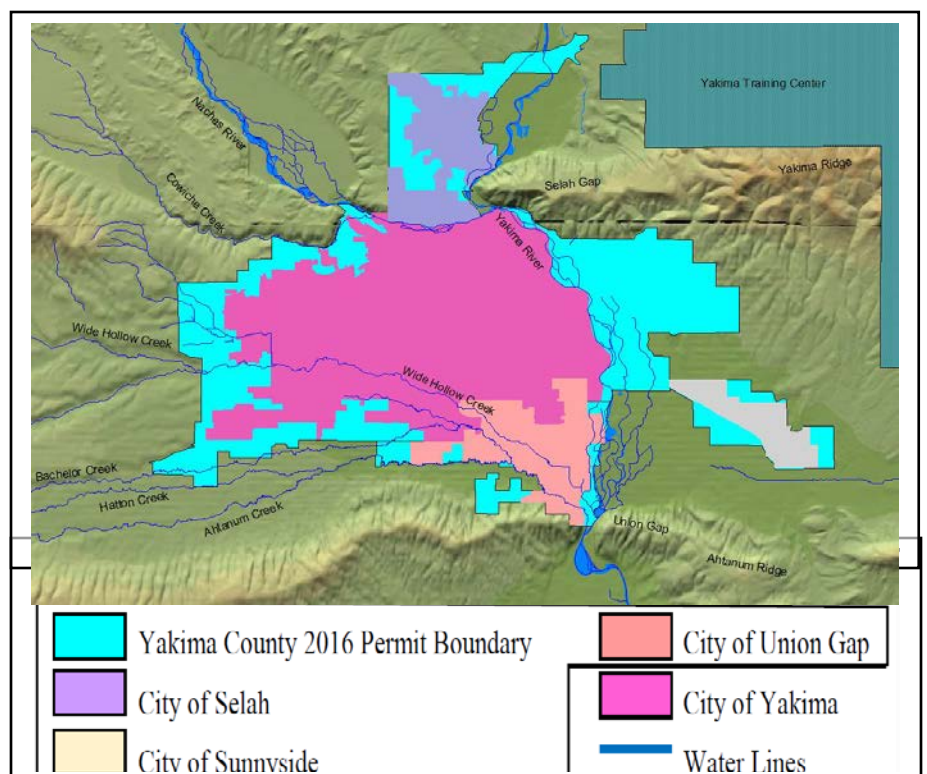 Yakima Training Center
Naches River
Yakima Ridge
Selah Gap
Cowiche Creek
Yakima River
Wide Hollow Creek
Wide Hollow Creek
Bachelor Creek
Hatton Creek
Ahtanum Creek
Union Gap
Ahtanum Ridge
Yakima County 2016 Permit Boundary
City of Union Gap
City of Selah
City of Yakima
City of Sunnyside
Water Lines